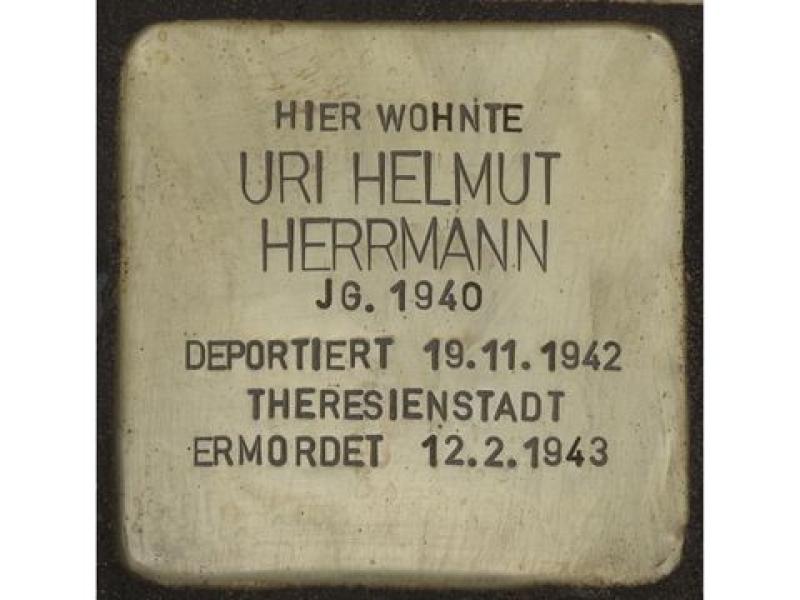 HIER WOHNTE
URI HELMUT
HERRMANN
JG. 1940
DEPORTIERT 19.11.1942
THERESIENSTADT
ERMORDET 12.2.1943